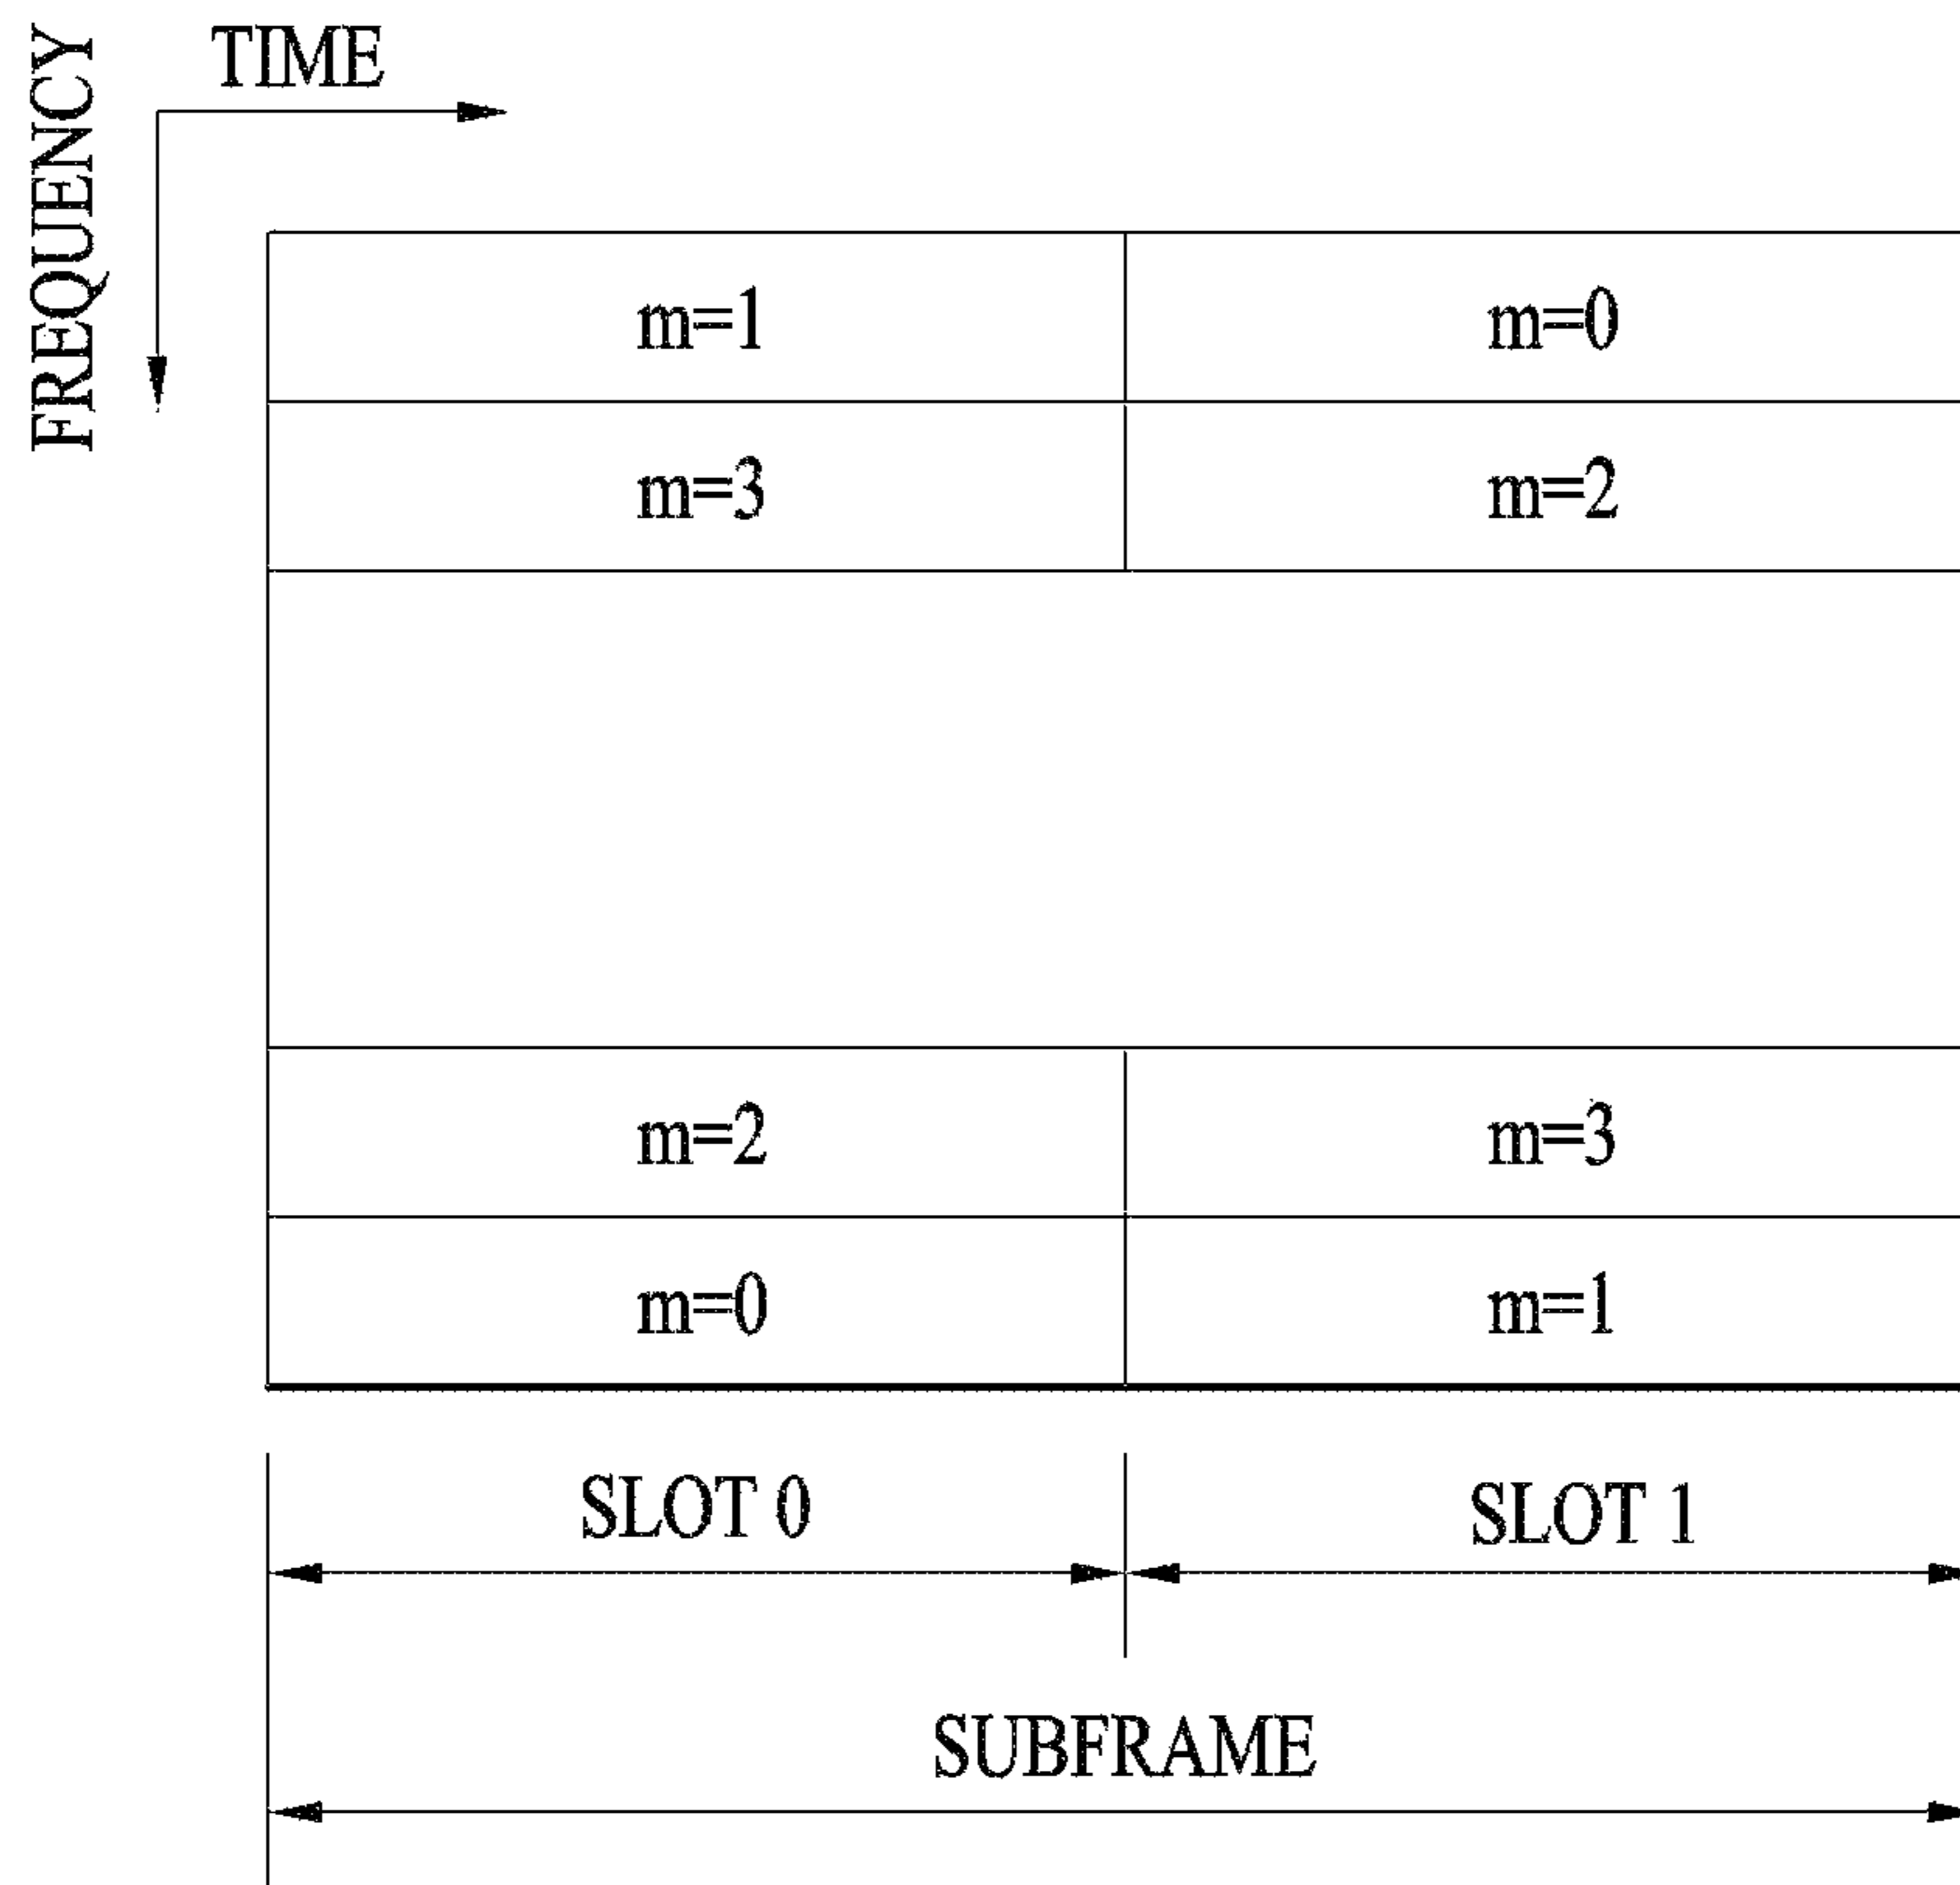 TIME
FREQUENCY
m=1 m=0
m=3 m=2
m=2 m=3
m=0 m=1
SLOT 0 SLOT 1
SUBFRAME